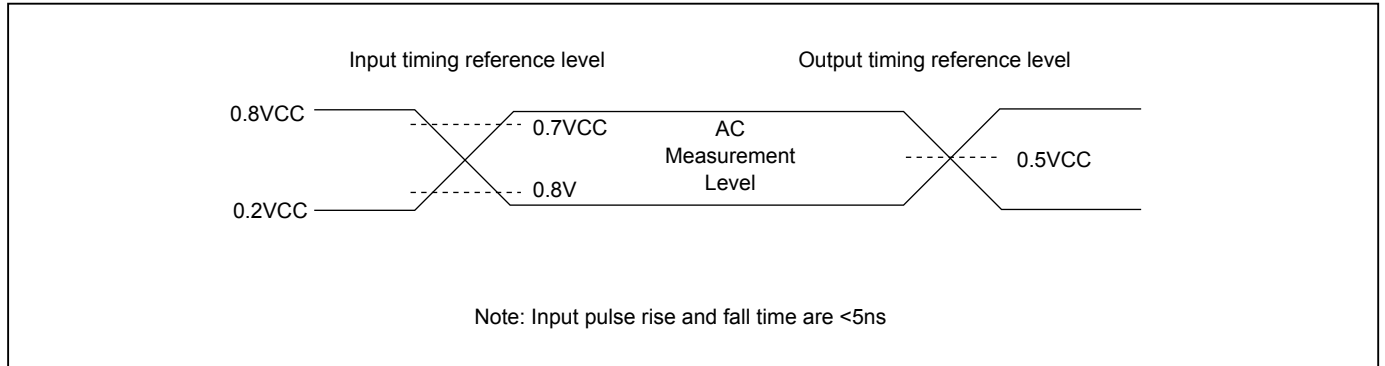 Input timing reference level
Output timing reference level
0.8VCC
0.7VCC
AC
Measurement
Level
0.5VCC
0.8V
0.2VCC
Note: Input pulse rise and fall time are <5ns